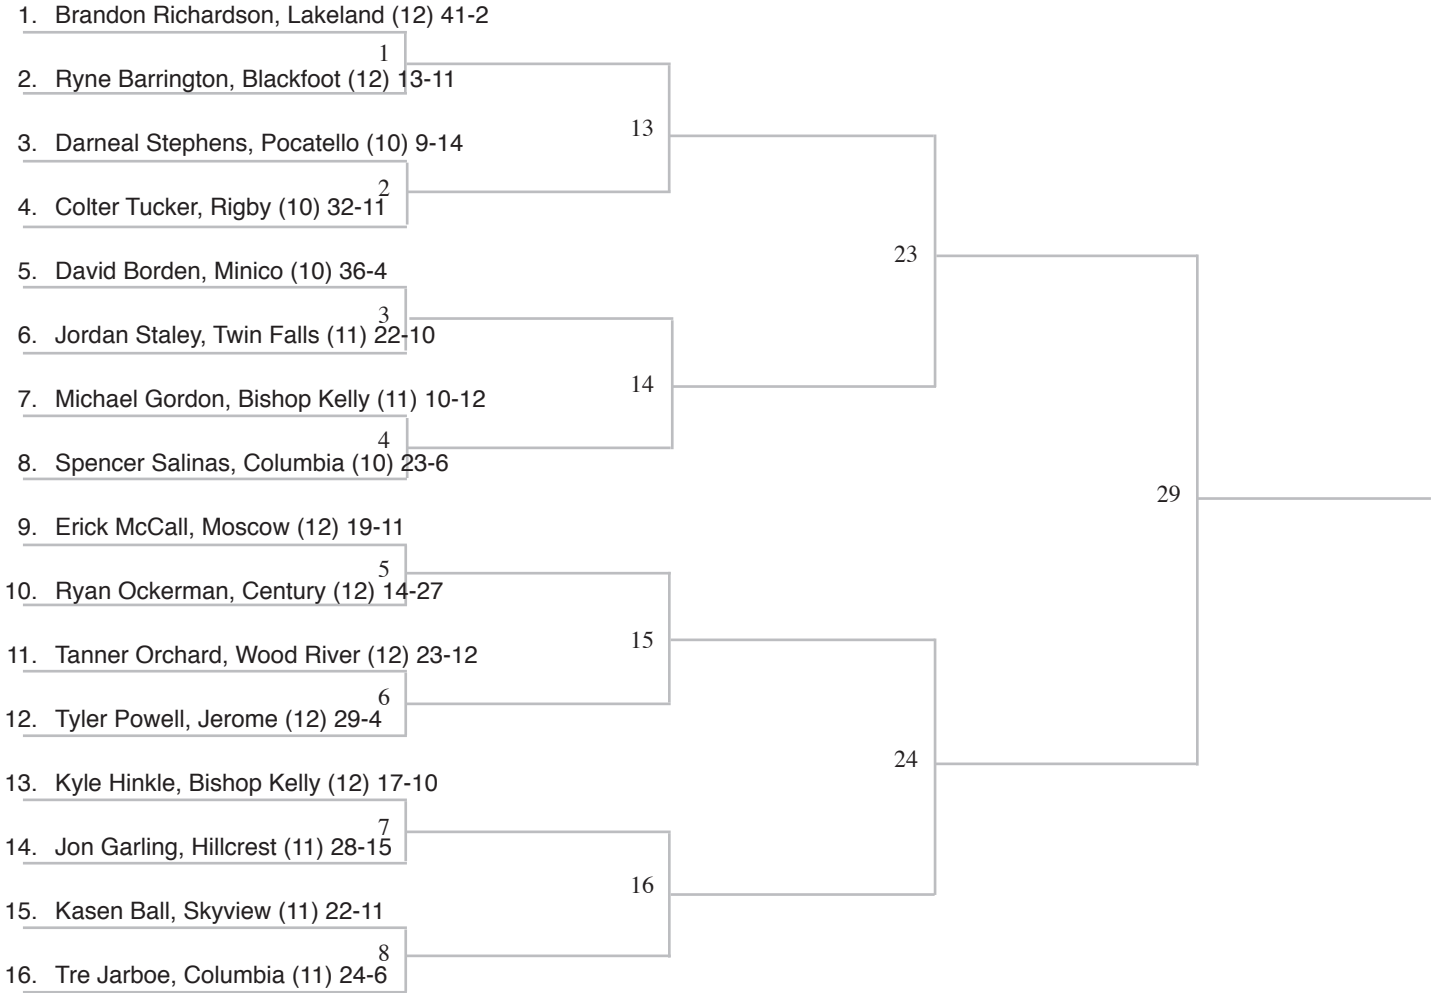 1. Brandon Richardson, Lakeland (12) 41-2
1
2. Ryne Barrington, Blackfoot (12) 13-11
13
3. Darneal Stephens, Pocatello (10) 9-14
2
4. Colter Tucker, Rigby (10) 32-11
23
5. David Borden, Minico (10) 36-4
3
6. Jordan Staley, Twin Falls (11) 22-10
14
7. Michael Gordon, Bishop Kelly (11) 10-12
4
8. Spencer Salinas, Columbia (10) 23-6
29
9. Erick McCall, Moscow (12) 19-11
5
10. Ryan Ockerman, Century (12) 14-27
15
11. Tanner Orchard, Wood River (12) 23-12
6
12. Tyler Powell, Jerome (12) 29-4
24
13. Kyle Hinkle, Bishop Kelly (12) 17-10
7
14. Jon Garling, Hillcrest (11) 28-15
16
15. Kasen Ball, Skyview (11) 22-11
8
16. Tre Jarboe, Columbia (11) 24-6